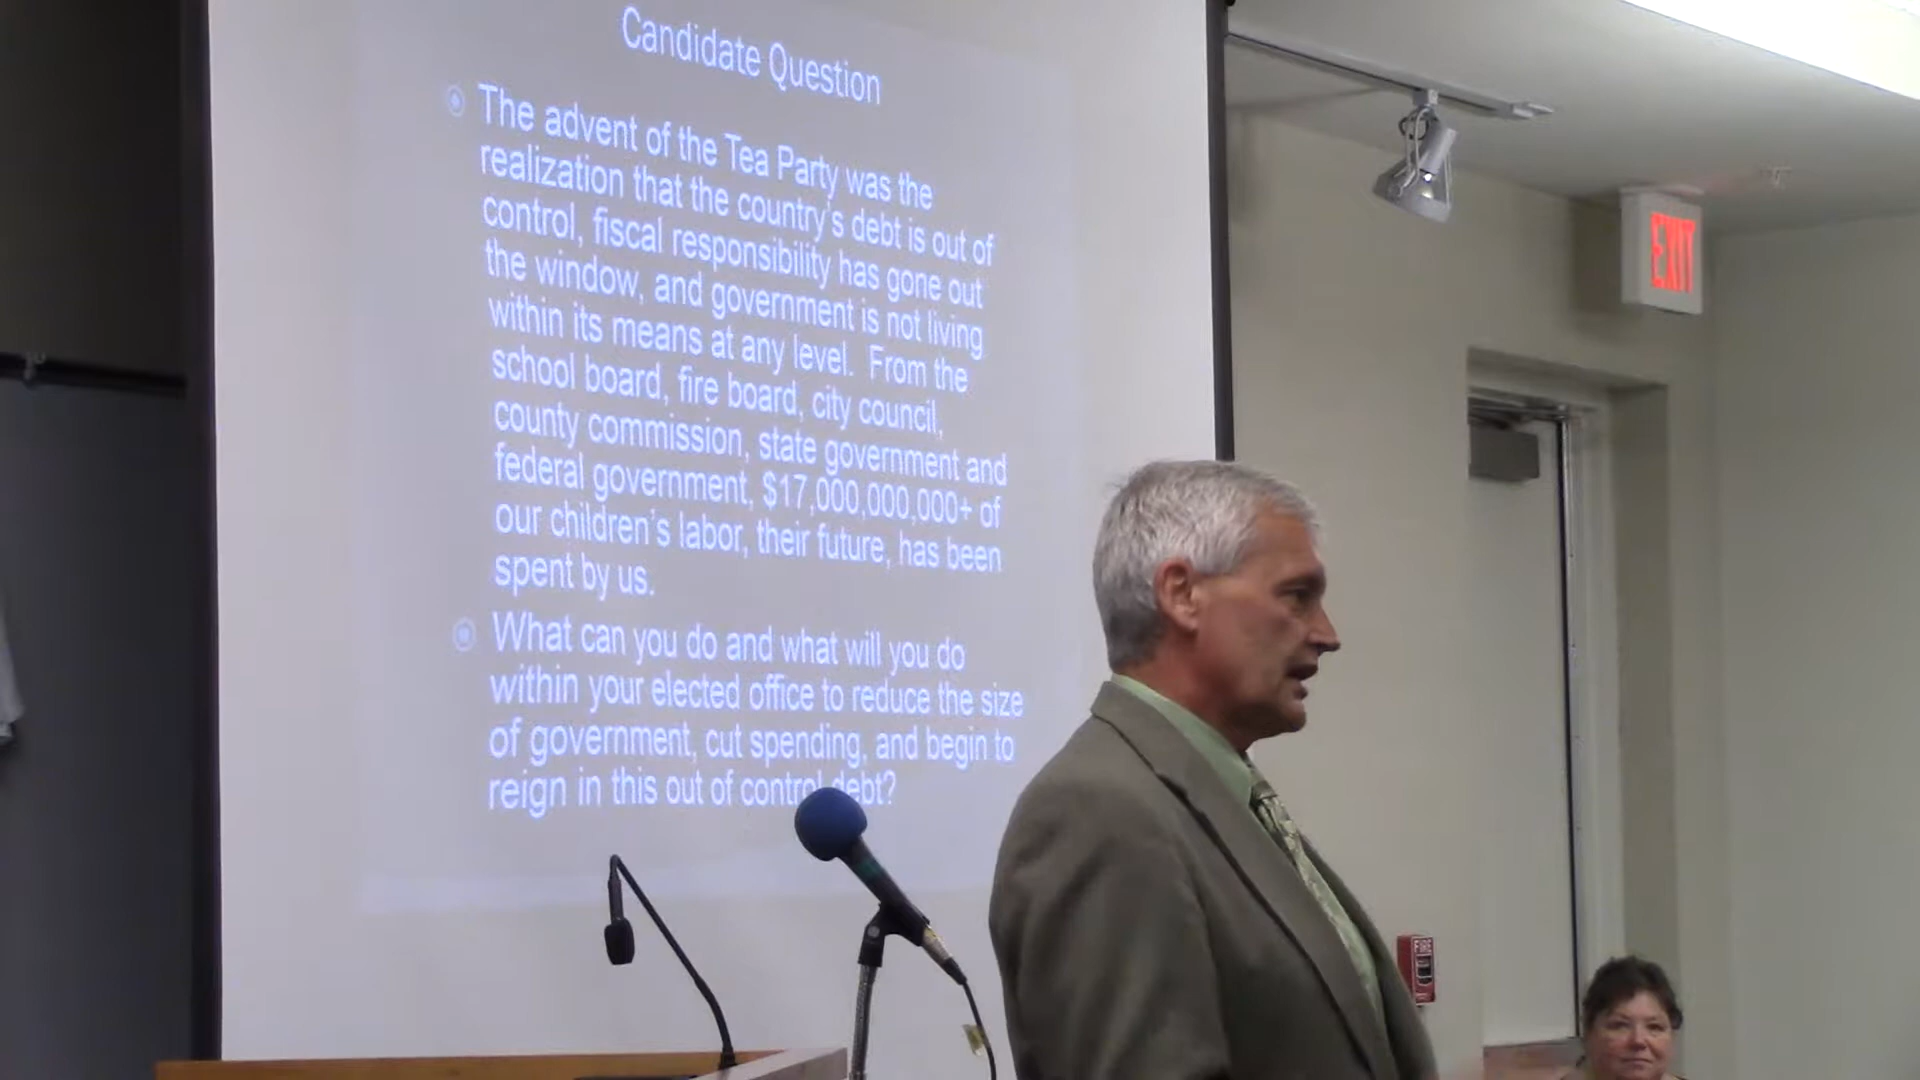 Candidate Question
The advent of the Tea Party was the
realization that the country's debt is out of
control, fiscal responsibility has gone out
the window, and government is not living
within its means at any level. From the
school board, fire board, city council,
county commission, state government and
federal government, $17,000,000,000+ of
our children's labor, their future, has been
spent by us.
What can you do and what will you do
within your elected office to reduce the size
of government, cut spending, and begin to
reign in this out of control debt?
EXIT
FIRE